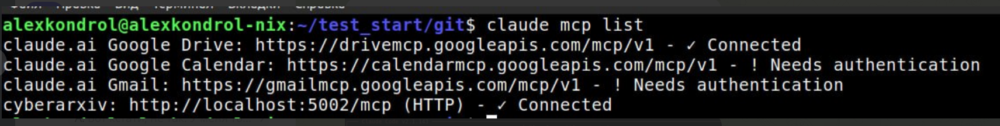 Файл Правка Вид Терминал Вкладки Справка
alexkondrol@alexkondrol-nix:~/test_start/git$ claude mcp list
claude.ai Google Drive: https://drivemcp.googleapis.com/mcp/v1 - ✓ Connected
claude.ai Google Calendar: https://calendarmcp.googleapis.com/mcp/v1 - ! Needs authentication
claude.ai Gmail: https://gmailmcp.googleapis.com/mcp/v1 - ! Needs authentication
cyberarxiv: http://localhost:5002/mcp (HTTP) - ✓ Connected